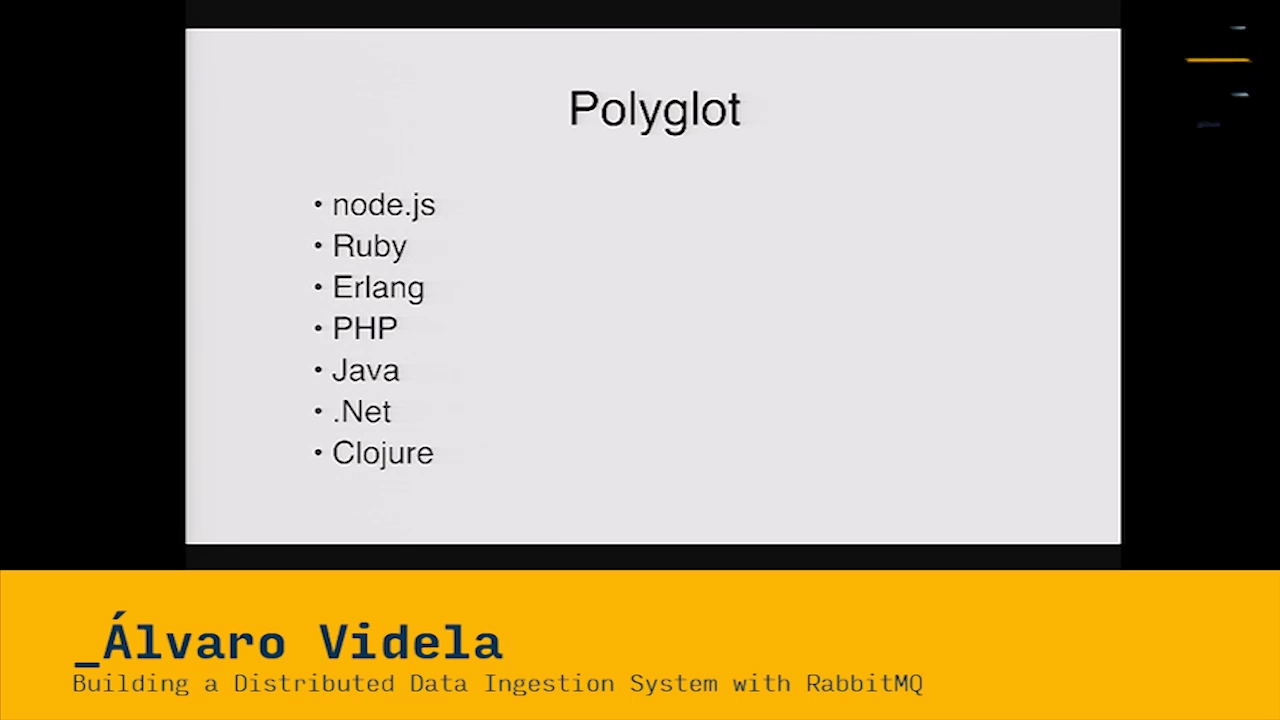 Polyglot
• node.js
• Ruby
• Erlang
• PHP
• Java
• .Net
• Clojure
_Álvaro Videla
Building a Distributed Data Ingestion System with RabbitMQ